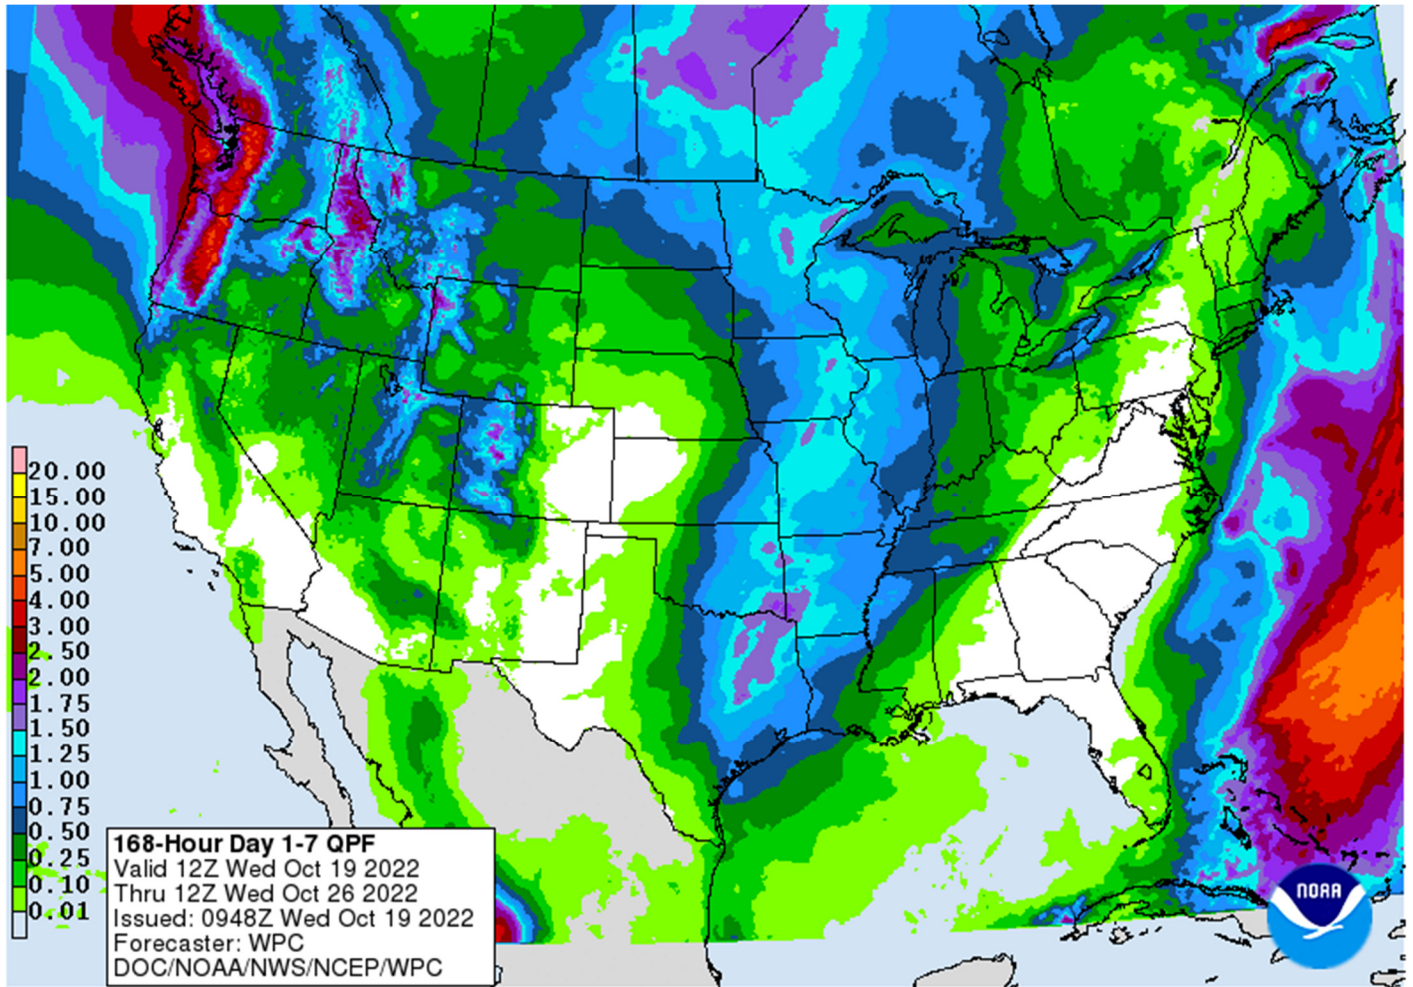 20.00
15.00
10.00
7.00
5.00
4.00
3.00
2.50
2.00
1.75
1.50
1.25
1.00
0.75
0.50
0.25
0.10
0.01
168-Hour Day 1-7 QPF
Valid 12Z Wed Oct 19 2022
Thru 12Z Wed Oct 26 2022
Issued: 0948Z Wed Oct 19 2022
Forecaster: WPC
DOC/NOAA/NWS/NCEP/WPC
NOAA